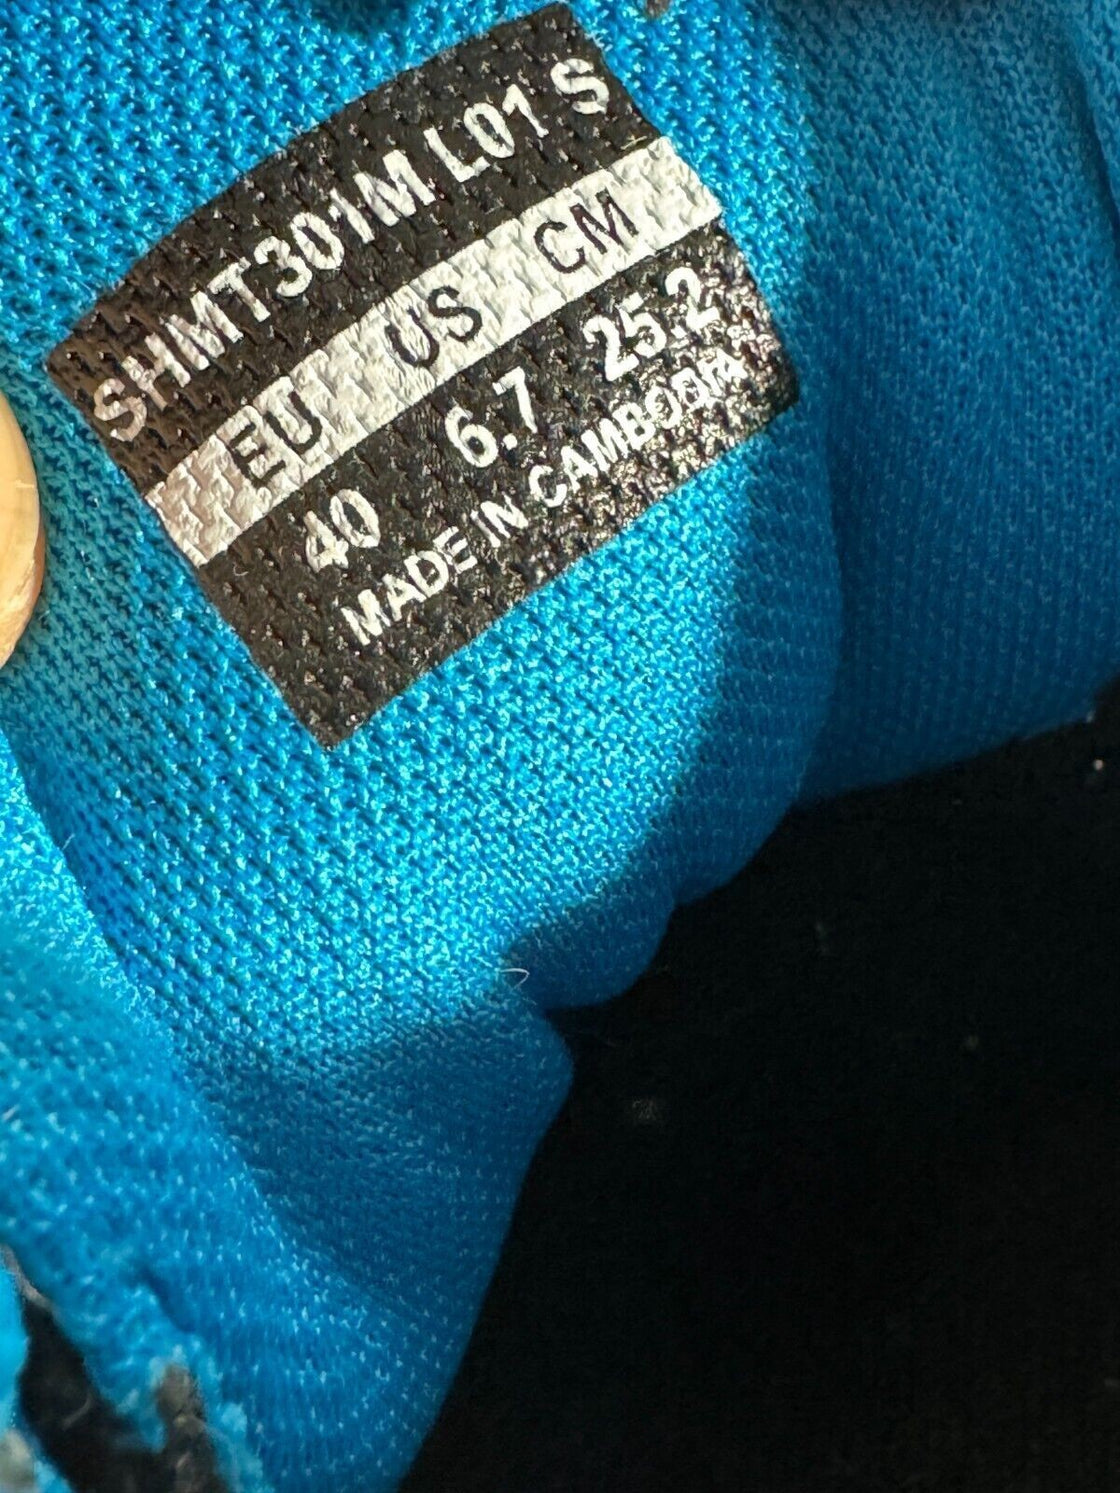 SHMT301M L01 S
EU US CM
40 6.7 25.2
MADE IN CAMBODIA